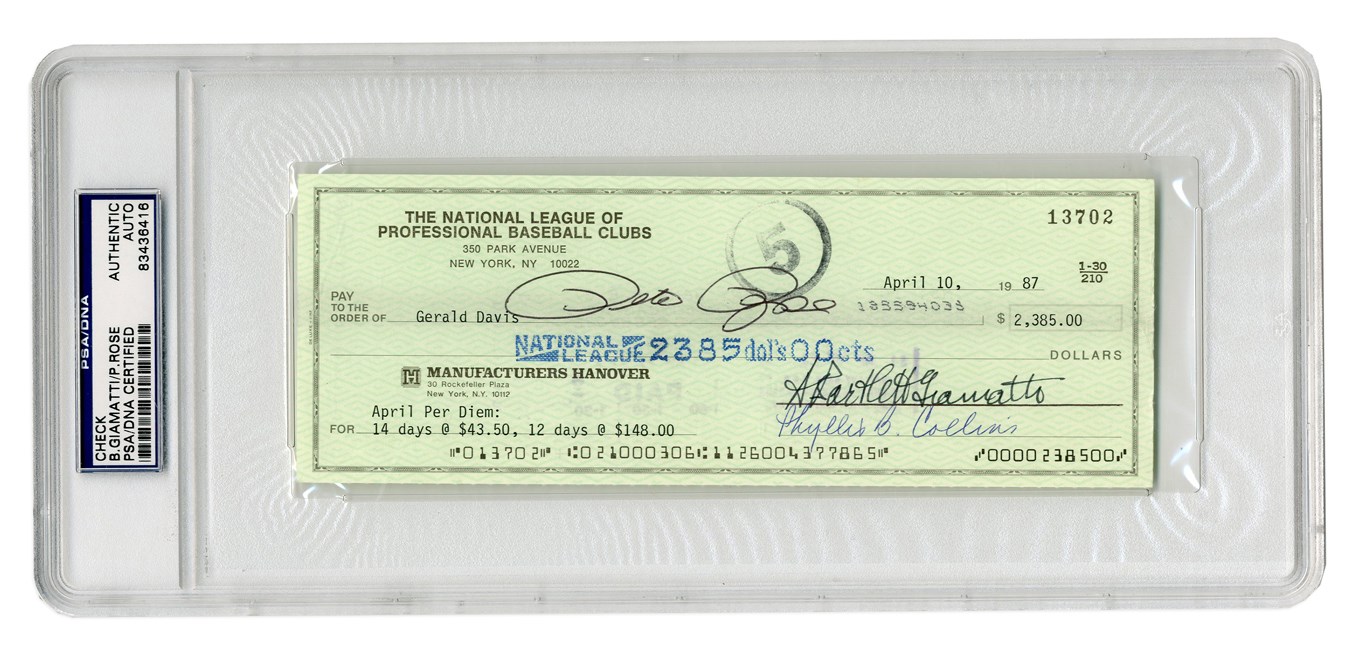 PSA/DNA
CHECK AUTHENTIC
B.GIAMATTI/P.ROSE AUTO
PSA/DNA CERTIFIED 83436416
THE NATIONAL LEAGUE OF
PROFESSIONAL BASEBALL CLUBS
350 PARK AVENUE
NEW YORK, NY 10022
5
13702
1-30
210
April 10, 19 87
Pete Rose
PAY
TO THE
ORDER OF Gerald Davis $ 2,385.00
NATIONAL
LEAGUE 2385 dol's 00 cts
DOLLARS
MANUFACTURERS HANOVER
30 Rockefeller Plaza
New York, N.Y. 10112
A Bartlett Giamatti
Phyllis B. Collins
April Per Diem:
FOR 14 days @ $43.50, 12 days @ $148.00
⑈013702⑈ ⑆021000306⑆112600437786 5⑈ ⑇0000238500⑇